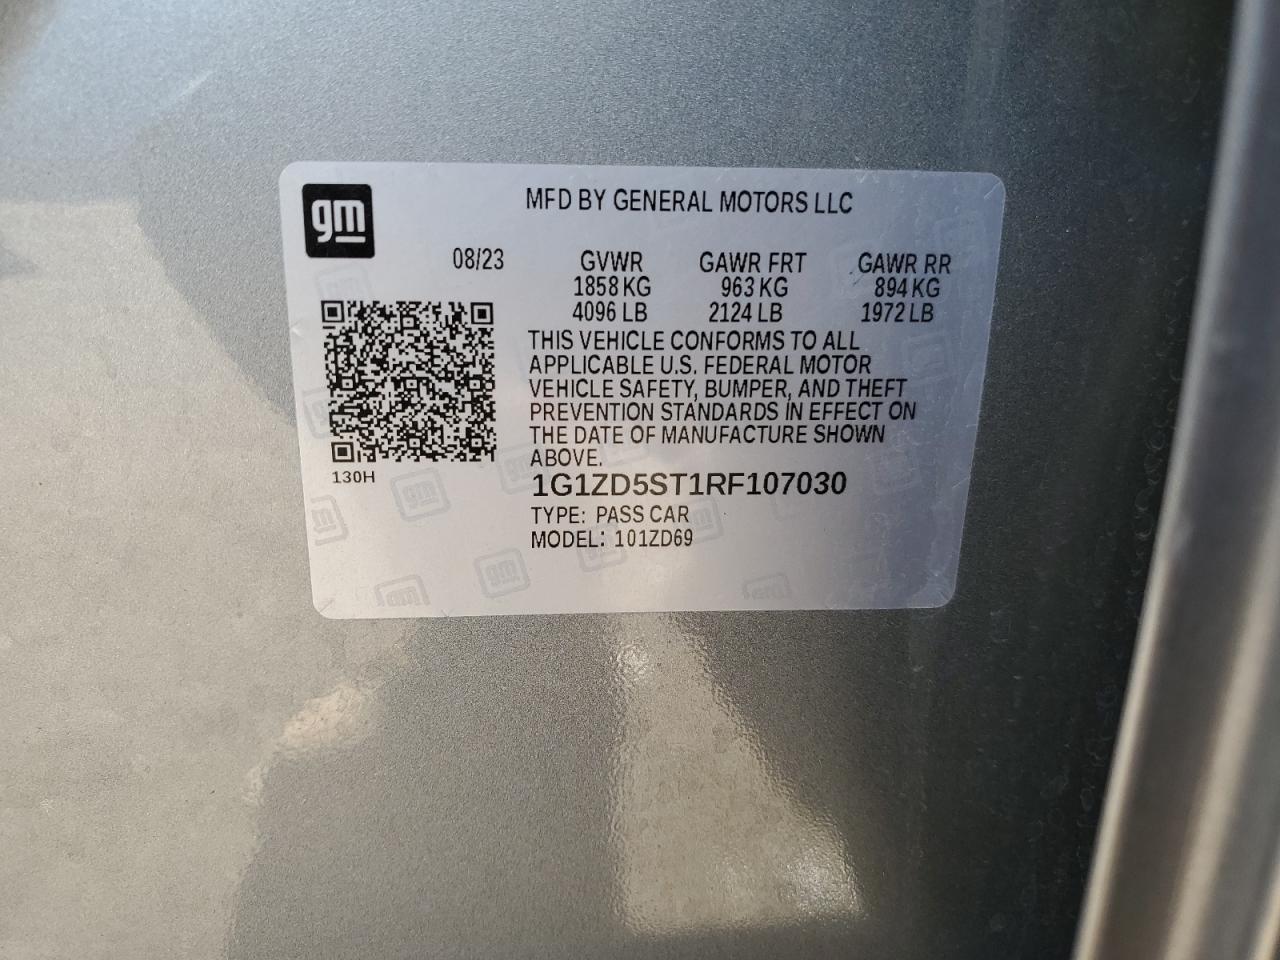 gm
MFD BY GENERAL MOTORS LLC
08/23 GVWR GAWR FRT GAWR RR
1858 KG 963 KG 894 KG
4096 LB 2124 LB 1972 LB
THIS VEHICLE CONFORMS TO ALL
APPLICABLE U.S. FEDERAL MOTOR
VEHICLE SAFETY, BUMPER, AND THEFT
PREVENTION STANDARDS IN EFFECT ON
THE DATE OF MANUFACTURE SHOWN
ABOVE.
130H
1G1ZD5ST1RF107030
TYPE: PASS CAR
MODEL: 101ZD69